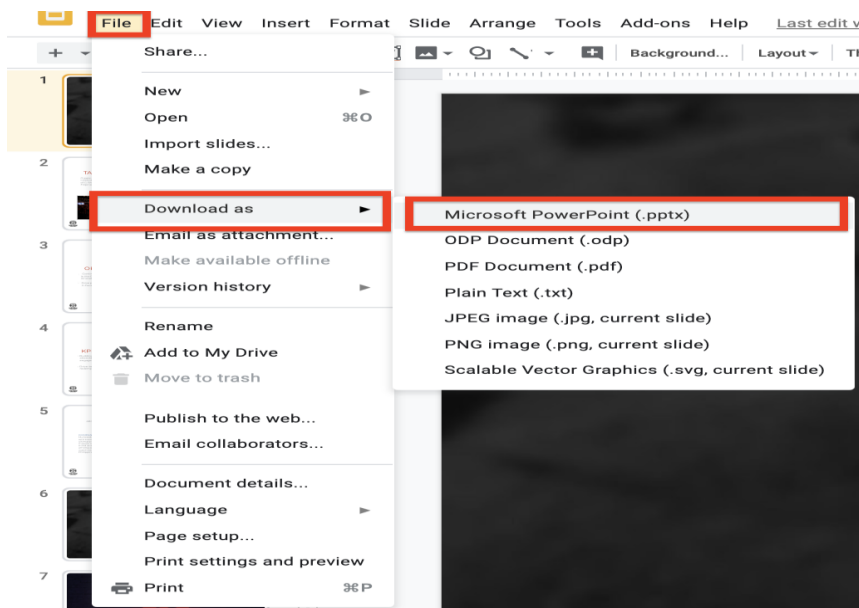 File Edit View Insert Format Slide Arrange Tools Add-ons Help Last edit
Background... Layout
Share...
New
Open ⌘O
Import slides...
Make a copy
Download as
Email as attachment...
Make available offline
Version history
Rename
Add to My Drive
Move to trash
Publish to the web...
Email collaborators...
Document details...
Language
Page setup...
Print settings and preview
Print ⌘P
Microsoft PowerPoint (.pptx)
ODP Document (.odp)
PDF Document (.pdf)
Plain Text (.txt)
JPEG image (.jpg, current slide)
PNG image (.png, current slide)
Scalable Vector Graphics (.svg, current slide)
1
2
3
4
5
6
7